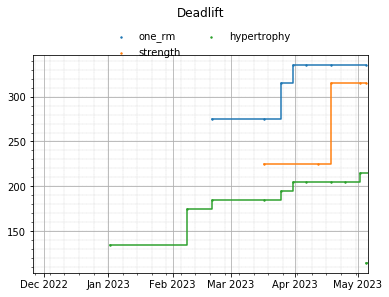 Deadlift
one_rm
strength
hypertrophy
300
250
200
150
Dec 2022
Jan 2023
Feb 2023
Mar 2023
Apr 2023
May 2023